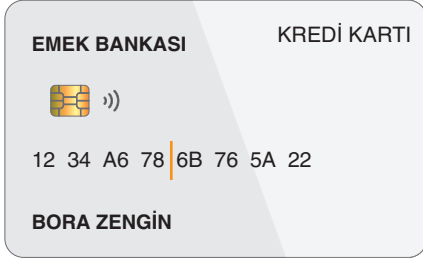 EMEK BANKASI
KREDİ KARTI
12 34 A6 78 6B 76 5A 22
BORA ZENGİN